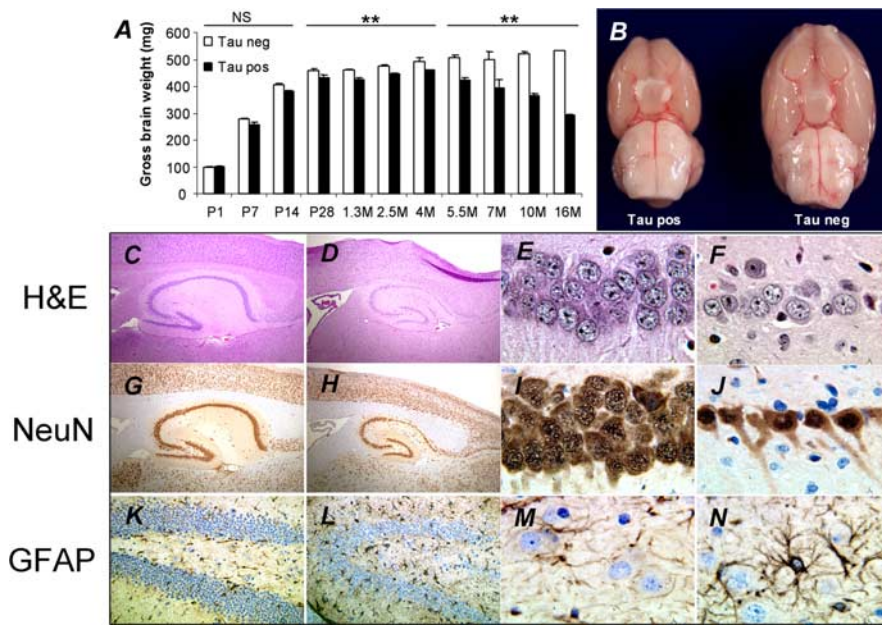 A
NS
**
**
Gross brain weight (mg)
600
500
400
300
200
100
0
Tau neg
Tau pos
P1 P7 P14 P28 1.3M 2.5M 4M 5.5M 7M 10M 16M
B
Tau pos Tau neg
H&E
C D E F
NeuN
G H I J
GFAP
K L M N